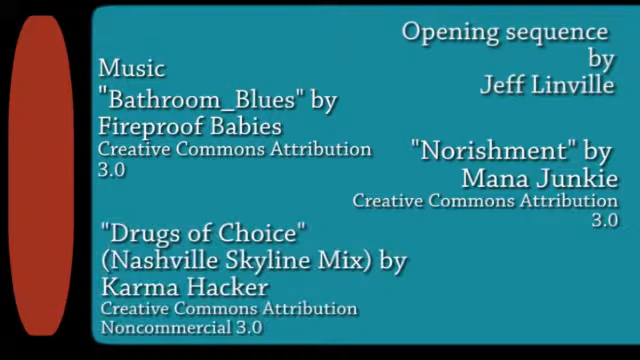 Opening sequence
by
Jeff Linville
Music
"Bathroom_Blues" by
Fireproof Babies
Creative Commons Attribution
3.0
"Norishment" by
Mana Junkie
Creative Commons Attribution
3.0
"Drugs of Choice"
(Nashville Skyline Mix) by
Karma Hacker
Creative Commons Attribution
Noncommercial 3.0